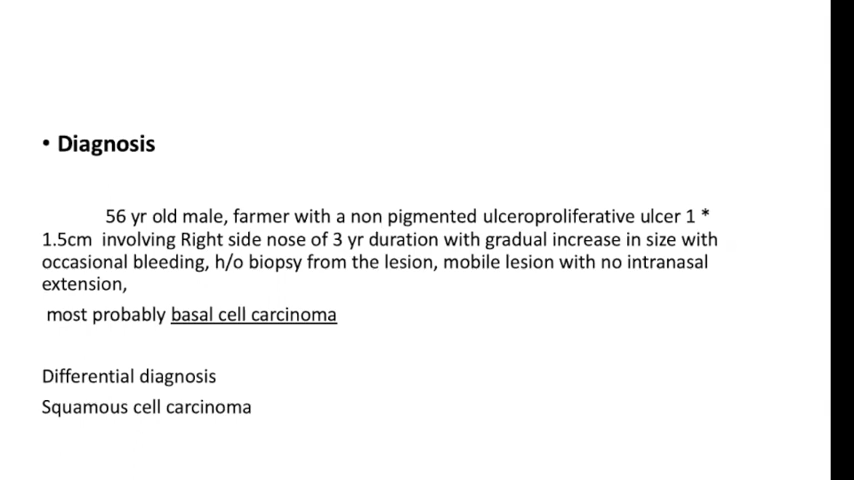 • Diagnosis
56 yr old male, farmer with a non pigmented ulceroproliferative ulcer 1 *
1.5cm involving Right side nose of 3 yr duration with gradual increase in size with
occasional bleeding, h/o biopsy from the lesion, mobile lesion with no intranasal
extension,
most probably basal cell carcinoma
Differential diagnosis
Squamous cell carcinoma